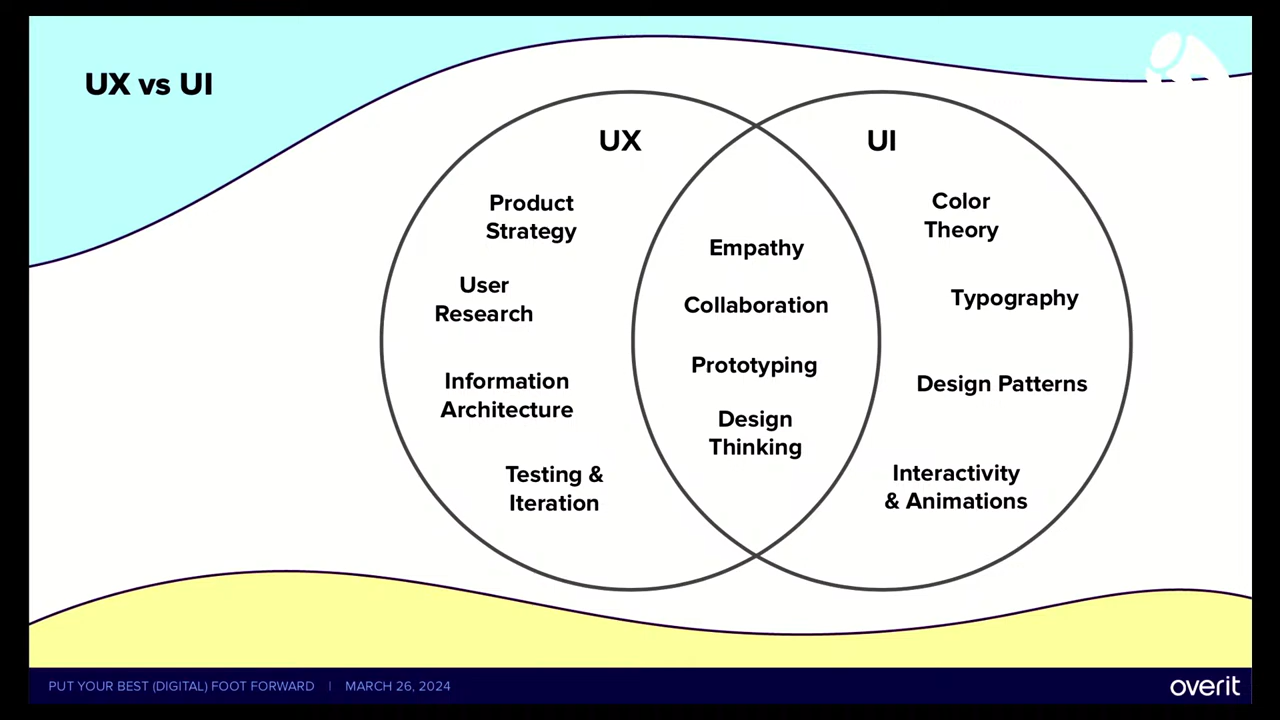 UX vs UI
UX
Product
Strategy
User
Research
Information
Architecture
Testing &
Iteration
Empathy
Collaboration
Prototyping
Design
Thinking
UI
Color
Theory
Typography
Design Patterns
Interactivity
& Animations
PUT YOUR BEST (DIGITAL) FOOT FORWARD | MARCH 26, 2024
overit